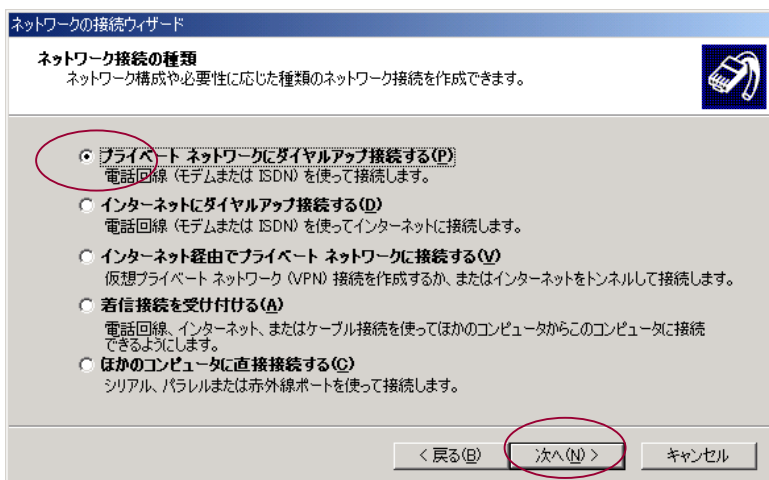 ネットワークの接続ウィザード
ネットワーク接続の種類
ネットワーク構成や必要性に応じた種類のネットワーク接続を作成できます。
プライベート ネットワークにダイヤルアップ接続する(P)
電話回線 (モデムまたは ISDN) を使って接続します。
インターネットにダイヤルアップ接続する(D)
電話回線 (モデムまたは ISDN) を使ってインターネットに接続します。
インターネット経由でプライベート ネットワークに接続する(V)
仮想プライベート ネットワーク (VPN) 接続を作成するか、またはインターネットをトンネルして接続します。
着信接続を受け付ける(A)
電話回線、インターネット、またはケーブル接続を使ってほかのコンピュータからこのコンピュータに接続
できるようにします。
ほかのコンピュータに直接接続する(C)
シリアル、パラレルまたは赤外線ポートを使って接続します。
< 戻る(B) 次へ(N) > キャンセル